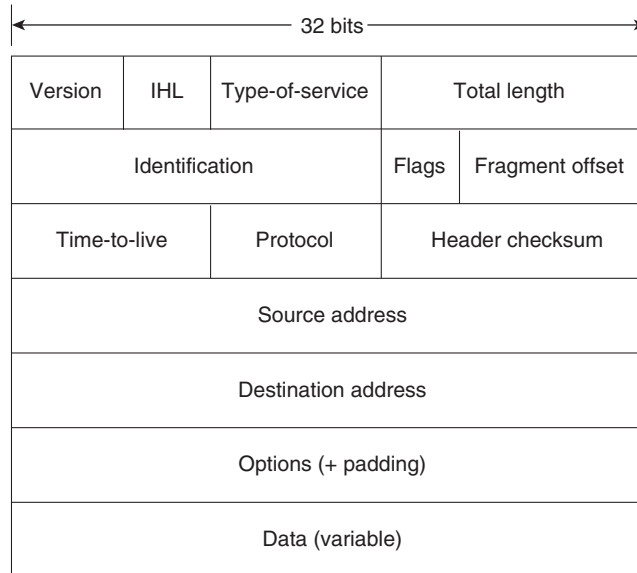 32 bits
Version IHL Type-of-service Total length
Identification Flags Fragment offset
Time-to-live Protocol Header checksum
Source address
Destination address
Options (+ padding)
Data (variable)